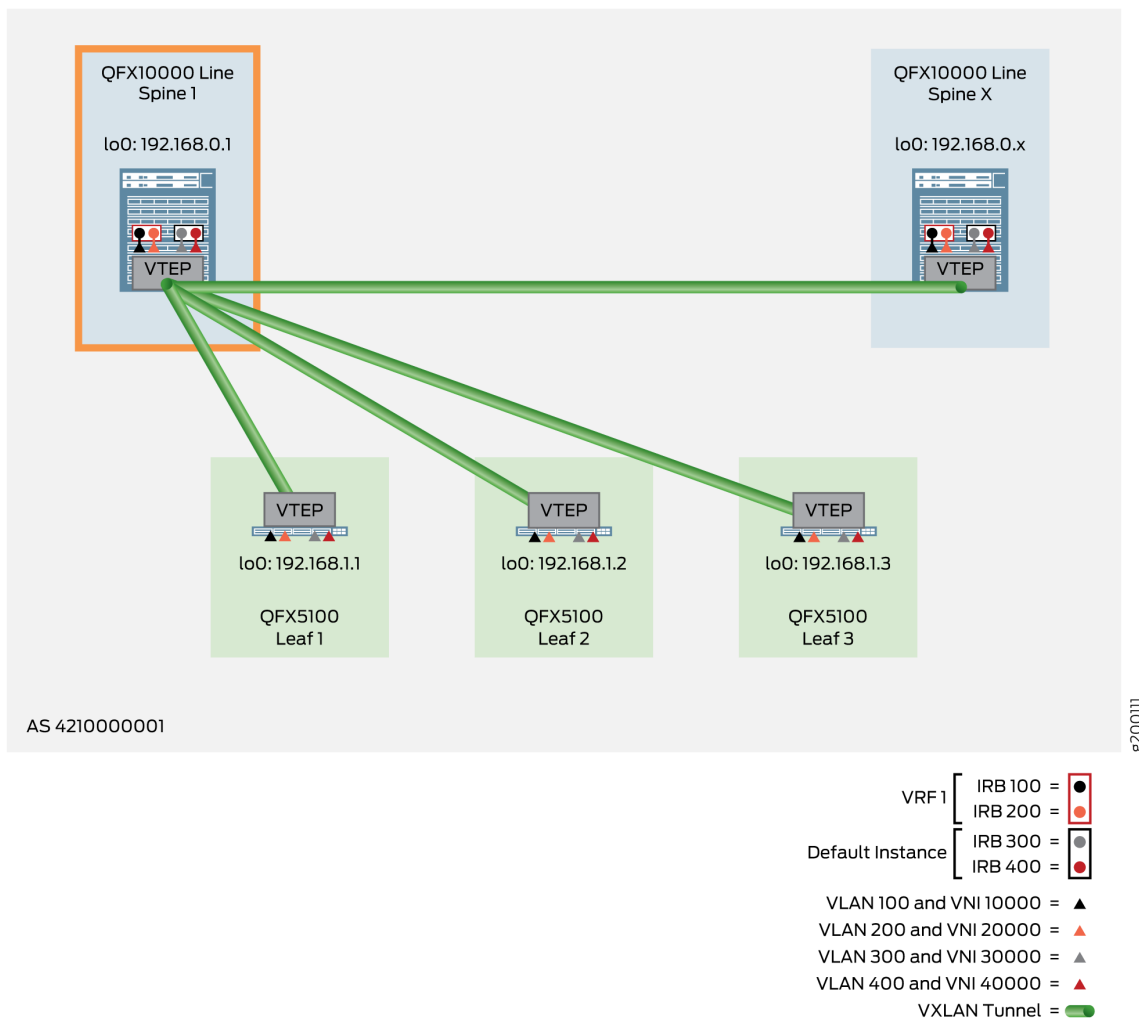 QFX10000 Line
Spine 1
lo0: 192.168.0.1
VTEP
QFX10000 Line
Spine X
lo0: 192.168.0.x
VTEP
VTEP
lo0: 192.168.1.1
QFX5100
Leaf 1
VTEP
lo0: 192.168.1.2
QFX5100
Leaf 2
VTEP
lo0: 192.168.1.3
QFX5100
Leaf 3
AS 4210000001
g200111
VRF 1
IRB 100 =
IRB 200 =
Default Instance
IRB 300 =
IRB 400 =
VLAN 100 and VNI 10000 =
VLAN 200 and VNI 20000 =
VLAN 300 and VNI 30000 =
VLAN 400 and VNI 40000 =
VXLAN Tunnel =